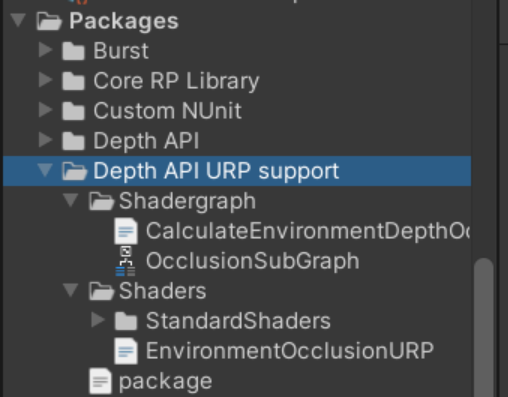 Packages
Burst
Core RP Library
Custom NUnit
Depth API
Depth API URP support
Shadergraph
CalculateEnvironmentDepthOc
OcclusionSubGraph
Shaders
StandardShaders
EnvironmentOcclusionURP
package